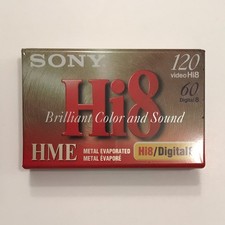 SONY
120
video Hi8
60
Digital8
Hi8
Brilliant Color and Sound
HME
METAL EVAPORATED
METAL ÉVAPORÉ
Hi8/Digital8